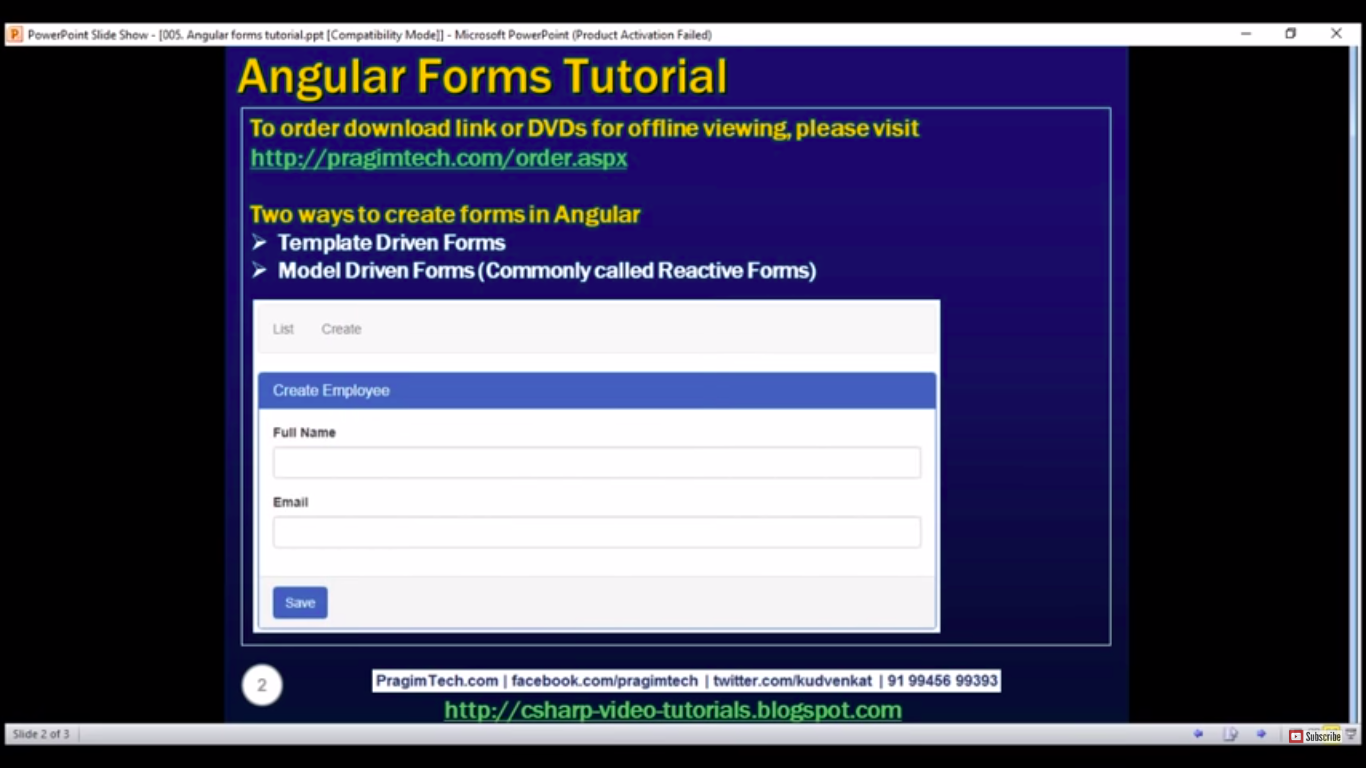 PowerPoint Slide Show - [005. Angular forms tutorial.ppt [Compatibility Mode]] - Microsoft PowerPoint (Product Activation Failed)
Angular Forms Tutorial
To order download link or DVDs for offline viewing, please visit
http://pragimtech.com/order.aspx
Two ways to create forms in Angular
Template Driven Forms
Model Driven Forms (Commonly called Reactive Forms)
List Create
Create Employee
Full Name
Email
Save
2
PragimTech.com | facebook.com/pragimtech | twitter.com/kudvenkat | 91 99456 99393
http://csharp-video-tutorials.blogspot.com
Slide 2 of 3
Subscribe